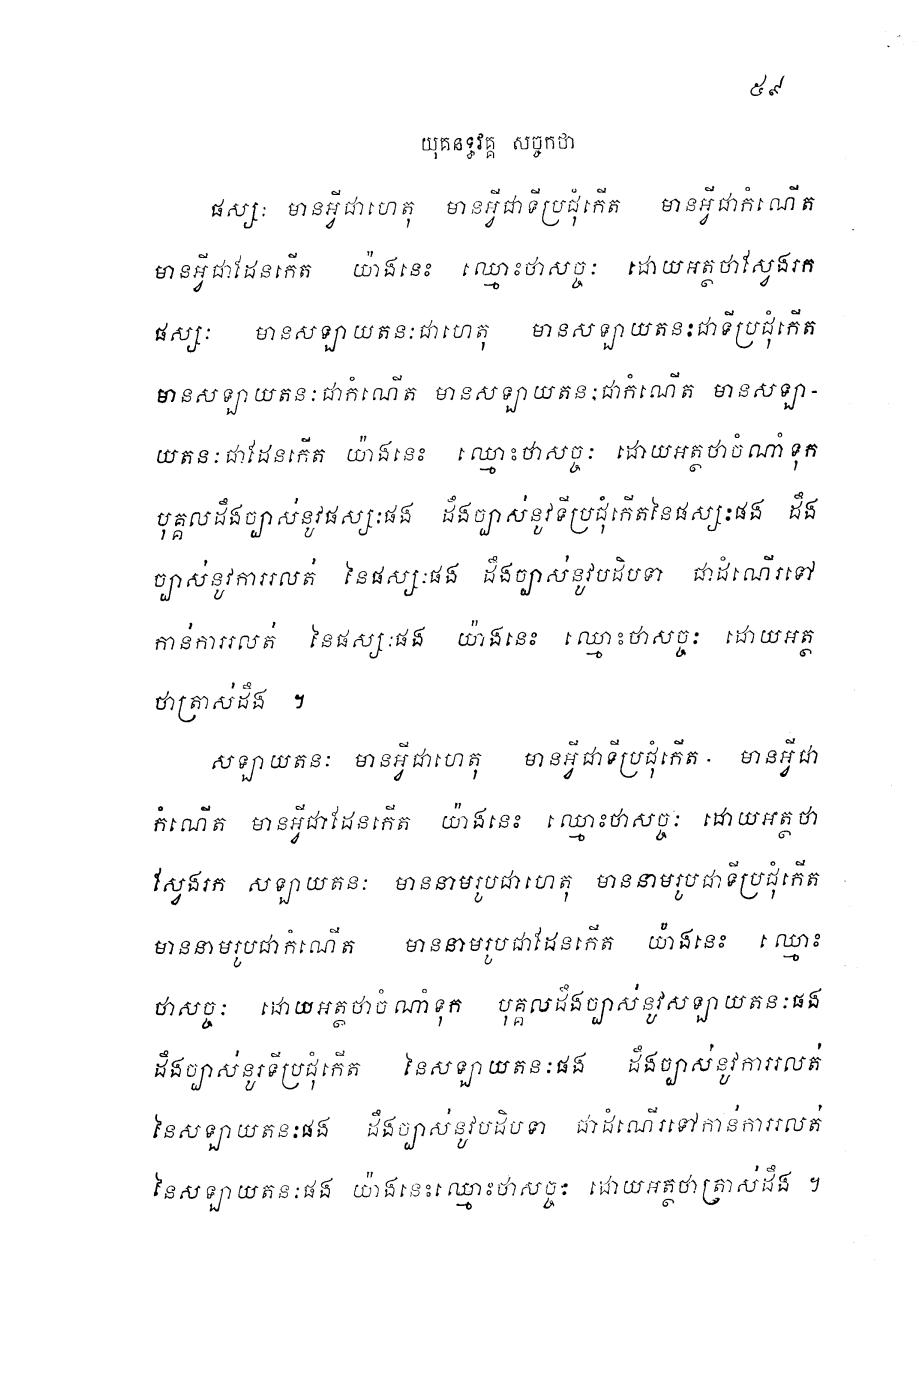 ៥៩
យុគនទ្ធវគ្គ សច្ចកថា
ផស្សៈ មានអ្វីជាហេតុ មានអ្វីជាទីប្រជុំកើត មានអ្វីជាកំណើត
មានអ្វីជាដែនកើត យ៉ាងនេះ ឈ្មោះថាសច្ចៈ ដោយអត្ថថាស្វែងរក
ផស្សៈ មានសឡាយតនៈជាហេតុ មានសឡាយតនៈជាទីប្រជុំកើត
មានសឡាយតនៈជាកំណើត មានសឡាយតនៈជាកំណើត មានសឡា-
យតនៈជាដែនកើត យ៉ាងនេះ ឈ្មោះថាសច្ចៈ ដោយអត្ថថាចំណាំទុក
បុគ្គលដឹងច្បាស់នូវផស្សៈផង ដឹងច្បាស់នូវទីប្រជុំកើតនៃផស្សៈផង ដឹង
ច្បាស់នូវការរលត់ នៃផស្សៈផង ដឹងច្បាស់នូវបដិបទា ជាដំណើរទៅ
កាន់ការរលត់ នៃផស្សៈផង យ៉ាងនេះ ឈ្មោះថាសច្ចៈ ដោយអត្ថ
ថាត្រាស់ដឹង ។
សឡាយតនៈ មានអ្វីជាហេតុ មានអ្វីជាទីប្រជុំកើត មានអ្វីជា
កំណើត មានអ្វីជាដែនកើត យ៉ាងនេះ ឈ្មោះថាសច្ចៈ ដោយអត្ថថា
ស្វែងរក សឡាយតនៈ មាននាមរូបជាហេតុ មាននាមរូបជាទីប្រជុំកើត
មាននាមរូបជាកំណើត មាននាមរូបជាដែនកើត យ៉ាងនេះ ឈ្មោះ
ថាសច្ចៈ ដោយអត្ថថាចំណាំទុក បុគ្គលដឹងច្បាស់នូវសឡាយតនៈផង
ដឹងច្បាស់នូវទីប្រជុំកើត នៃសឡាយតនៈផង ដឹងច្បាស់នូវការរលត់
នៃសឡាយតនៈផង ដឹងច្បាស់នូវបដិបទា ជាដំណើរទៅកាន់ការរលត់
នៃសឡាយតនៈផង យ៉ាងនេះឈ្មោះថាសច្ចៈ ដោយអត្ថថាត្រាស់ដឹង ។